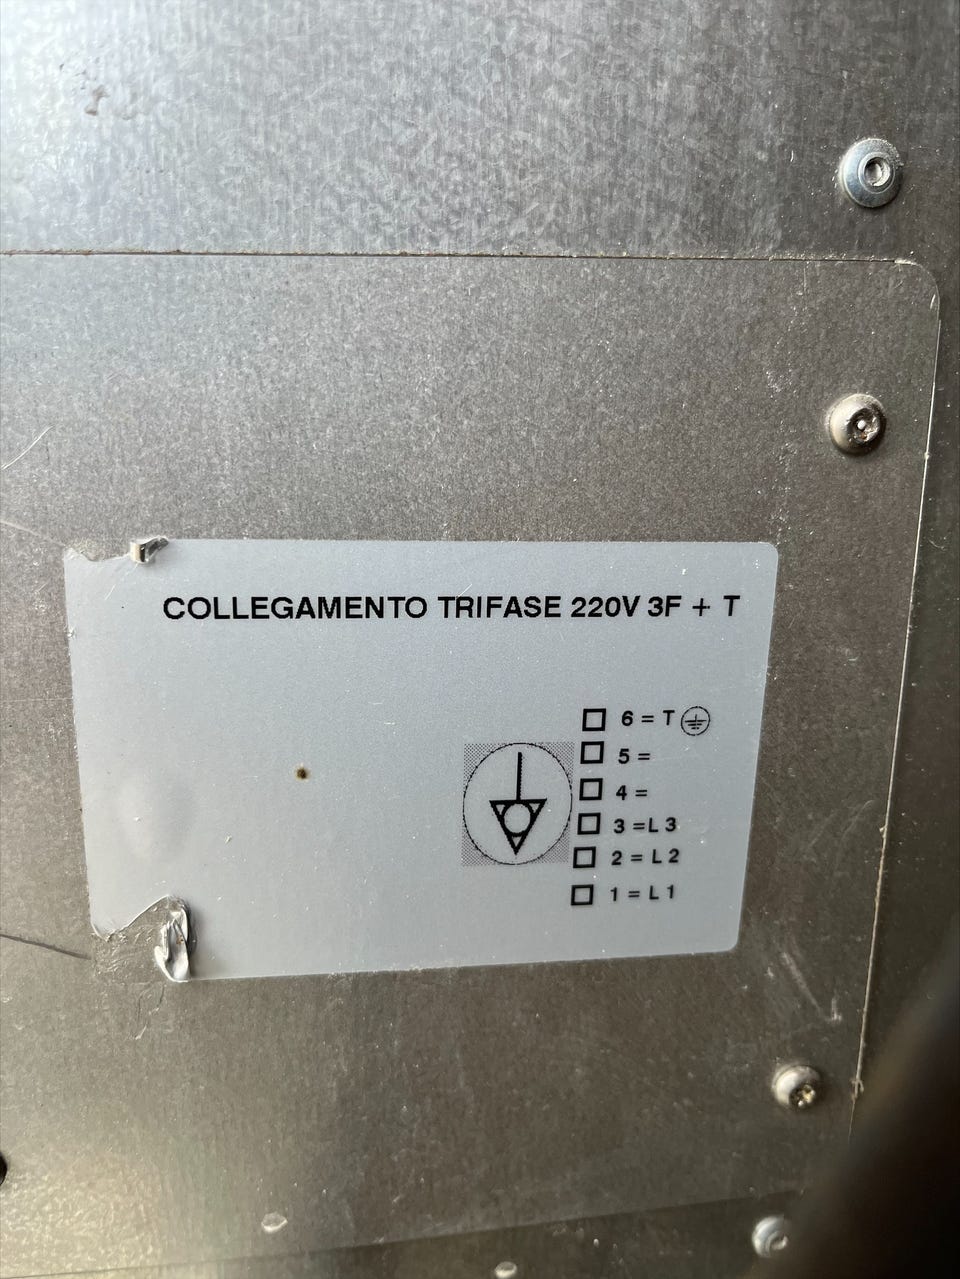 COLLEGAMENTO TRIFASE 220V 3F + T
6 = T
5 =
4 =
3 =L 3
2 = L 2
1 = L 1